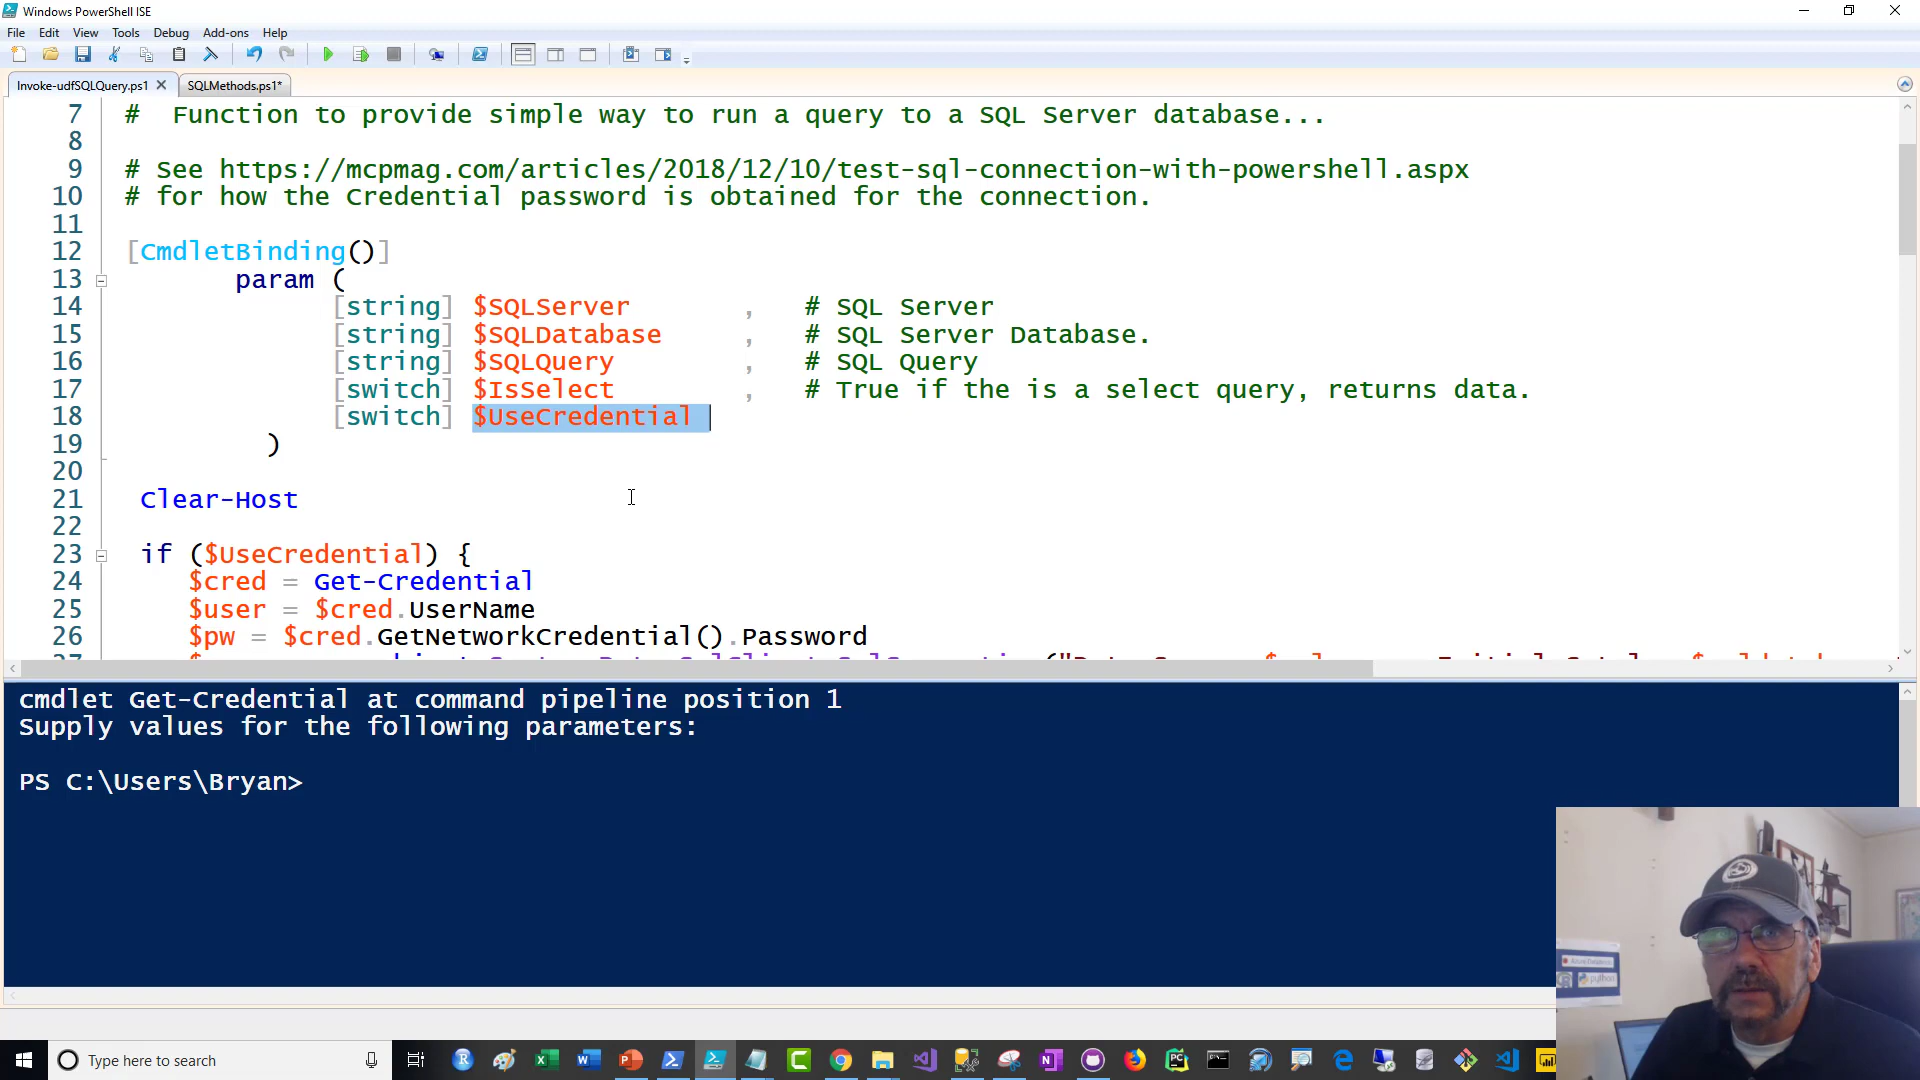 Windows PowerShell ISE
File Edit View Tools Debug Add-ons Help
Invoke-udfSQLQuery.ps1 SQLMethods.ps1*
7 # Function to provide simple way to run a query to a SQL Server database...
8
9 # See https://mcpmag.com/articles/2018/12/10/test-sql-connection-with-powershell.aspx
10 # for how the Credential password is obtained for the connection.
11
12 [CmdletBinding()]
13 param (
14 [string] $SQLServer , # SQL Server
15 [string] $SQLDatabase , # SQL Server Database.
16 [string] $SQLQuery , # SQL Query
17 [switch] $IsSelect , # True if the is a select query, returns data.
18 [switch] $UseCredential
19 )
20
21 Clear-Host
22
23 if ($UseCredential) {
24 $cred = Get-Credential
25 $user = $cred.UserName
26 $pw = $cred.GetNetworkCredential().Password
cmdlet Get-Credential at command pipeline position 1
Supply values for the following parameters:
PS C:\Users\Bryan>
python
Type here to search